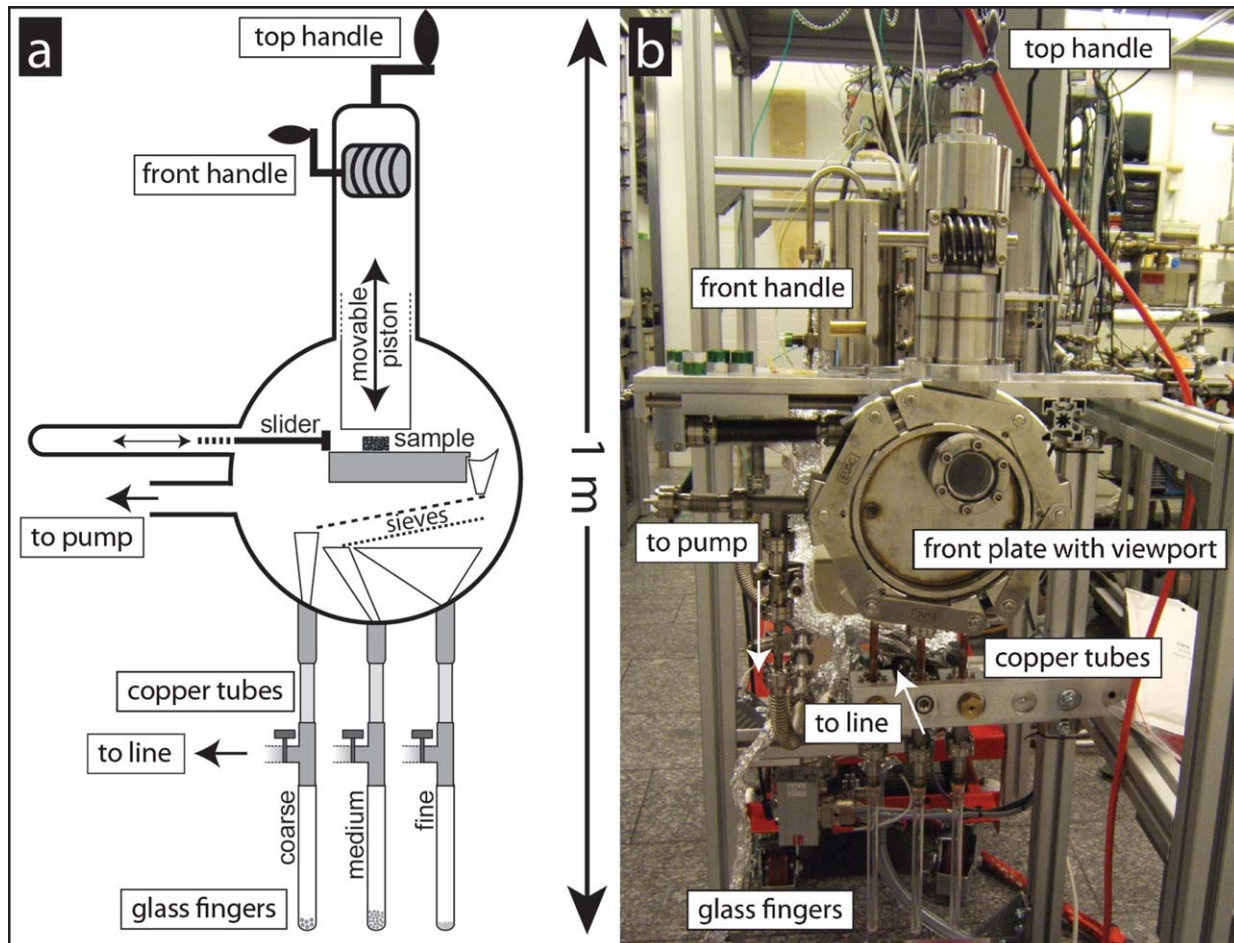 a
top handle
front handle
movable
piston
slider
sample
to pump
sieves
1 m
copper tubes
to line
coarse
medium
fine
glass fingers
b
top handle
front handle
EVAC
to pump
front plate with viewport
copper tubes
to line
glass fingers